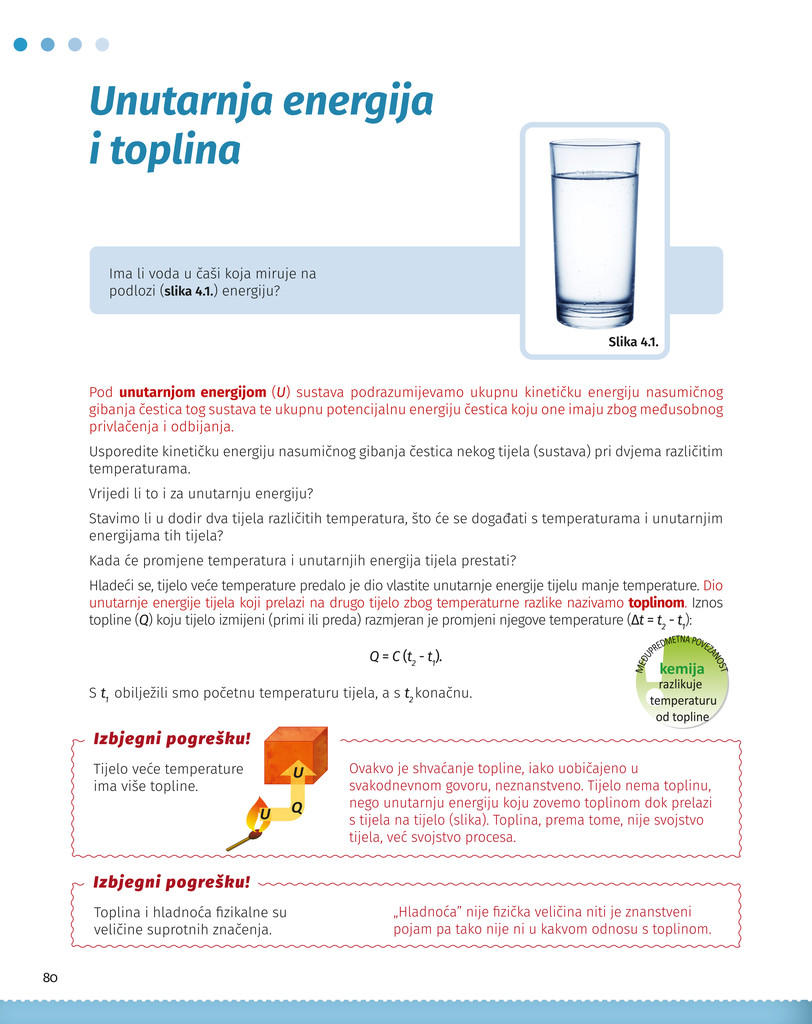 Unutarnja energija
i toplina
Ima li voda u čaši koja miruje na
podlozi (slika 4.1.) energiju?
Slika 4.1.
Pod unutarnjom energijom (U) sustava podrazumijevamo ukupnu kinetičku energiju nasumičnog
gibanja čestica tog sustava te ukupnu potencijalnu energiju čestica koju one imaju zbog međusobnog
privlačenja i odbijanja.
Usporedite kinetičku energiju nasumičnog gibanja čestica nekog tijela (sustava) pri dvjema različitim
temperaturama.
Vrijedi li to i za unutarnju energiju?
Stavimo li u dodir dva tijela različitih temperatura, što će se događati s temperaturama i unutarnjim
energijama tih tijela?
Kada će promjene temperatura i unutarnjih energija tijela prestati?
Hladeći se, tijelo veće temperature predalo je dio vlastite unutarnje energije tijelu manje temperature. Dio
unutarnje energije tijela koji prelazi na drugo tijelo zbog temperaturne razlike nazivamo toplinom. Iznos
topline (Q) koju tijelo izmijeni (primi ili preda) razmjeran je promjeni njegove temperature (Δt = t₂ - t₁):
Q = C (t₂ - t₁).
S t₁ obilježili smo početnu temperaturu tijela, a s t₂ konačnu.
MEĐUPREDMETNA POVEZANOST
!
kemija
razlikuje
temperaturu
od topline
Izbjegni pogrešku!
Tijelo veće temperature
ima više topline.
U
Q
U
Ovakvo je shvaćanje topline, iako uobičajeno u
svakodnevnom govoru, neznanstveno. Tijelo nema toplinu,
nego unutarnju energiju koju zovemo toplinom dok prelazi
s tijela na tijelo (slika). Toplina, prema tome, nije svojstvo
tijela, već svojstvo procesa.
Izbjegni pogrešku!
Toplina i hladnoća fizikalne su
veličine suprotnih značenja.
„Hladnoća” nije fizička veličina niti je znanstveni
pojam pa tako nije ni u kakvom odnosu s toplinom.
80